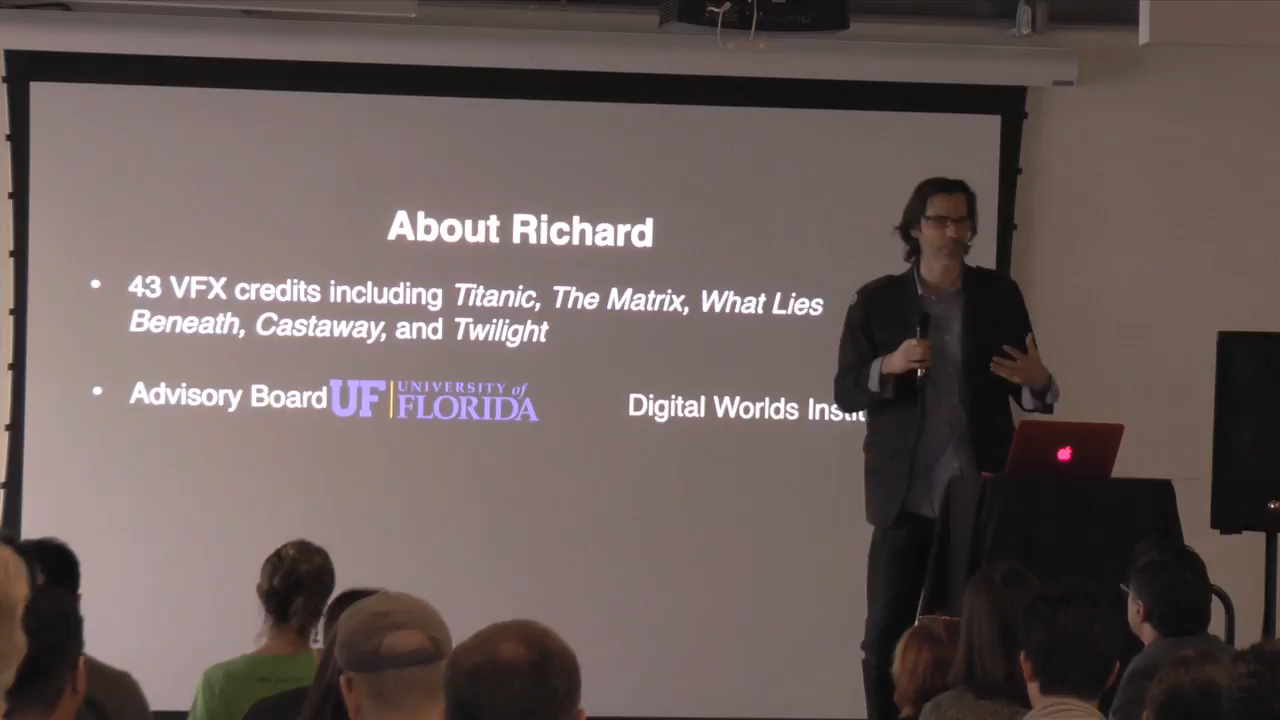 About Richard
• 43 VFX credits including Titanic, The Matrix, What Lies
Beneath, Castaway, and Twilight
• Advisory Board UF UNIVERSITY of FLORIDA Digital Worlds Instit